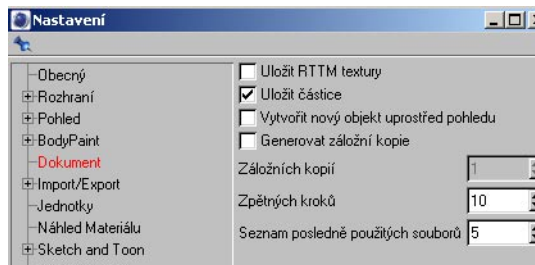 Nastavení
Obecný
Rozhraní
Pohled
BodyPaint
Dokument
Import/Export
Jednotky
Náhled Materiálu
Sketch and Toon
Uložit RTTM textury
Uložit částice
Vytvořit nový objekt uprostřed pohledu
Generovat záložní kopie
Záložních kopií 1
Zpětných kroků 10
Seznam posledně použitých souborů 5